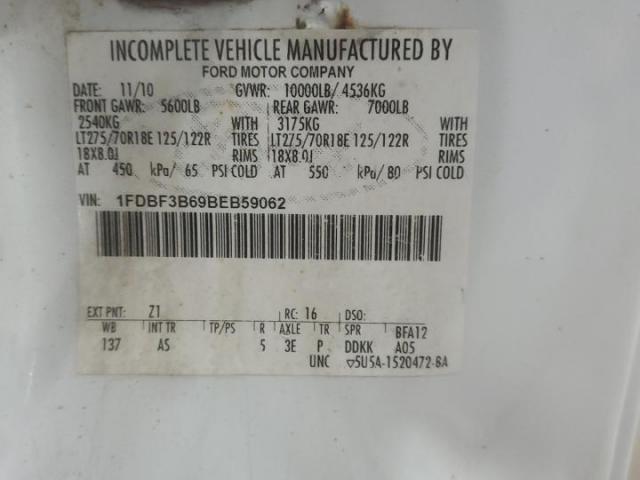 INCOMPLETE VEHICLE MANUFACTURED BY
FORD MOTOR COMPANY
DATE: 11/10 GVWR: 10000LB/ 4536KG
FRONT GAWR: 5600LB REAR GAWR: 7000LB
2540KG WITH 3175KG WITH
LT275/70R18E 125/122R TIRES LT275/70R18E 125/122R TIRES
18X8.0J RIMS 18X8.0J RIMS
AT 450 kPa/ 65 PSI COLD AT 550 kPa/ 80 PSI COLD
VIN: 1FDBF3B69BEB59062
EXT PNT: Z1 RC: 16 DSO:
WB INT TR TP/PS R AXLE TR SPR BFA12
137 AS 5 3E P DDKK A05
UNC ▽5U5A-1520472-BA